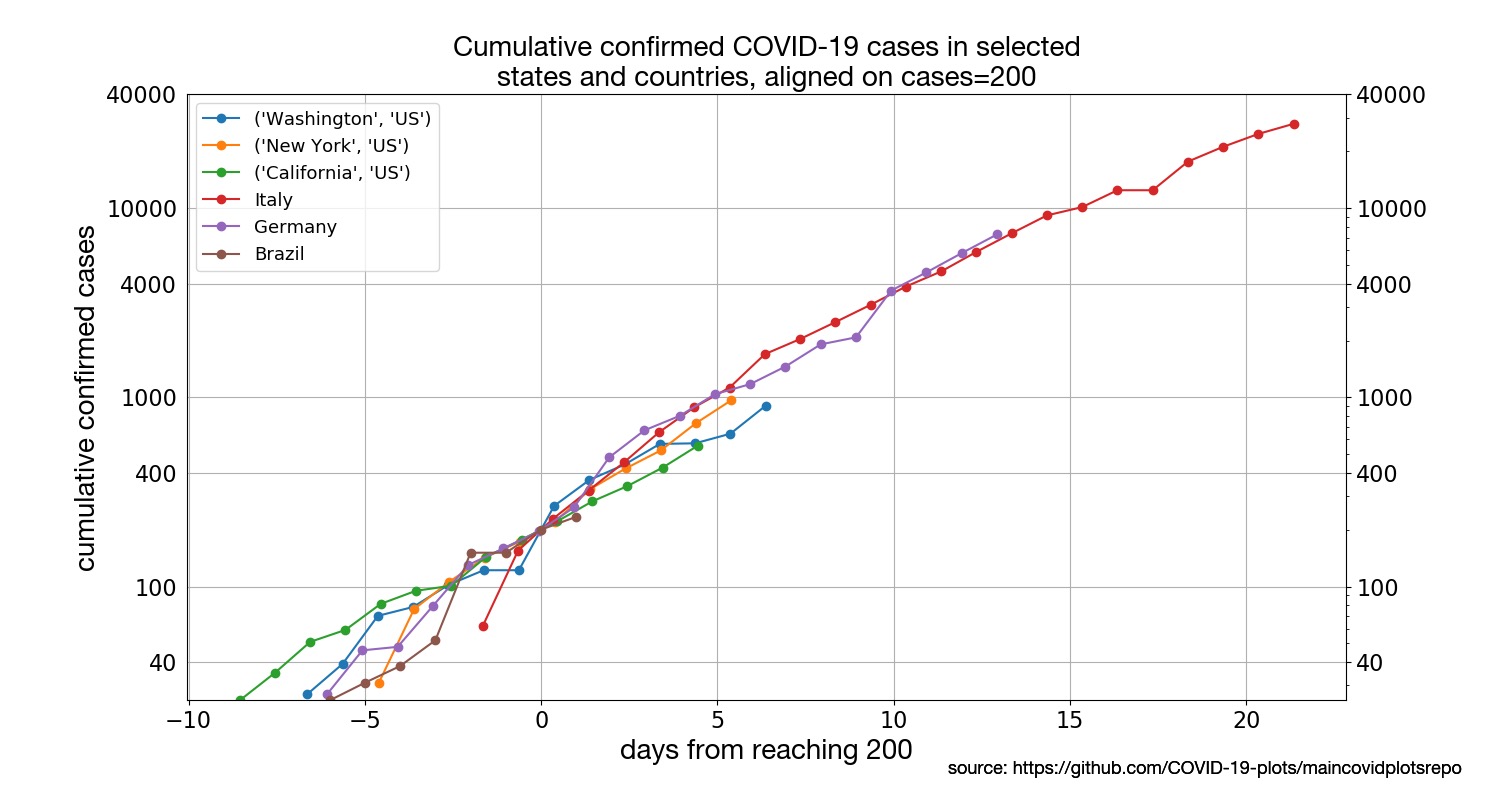 Cumulative confirmed COVID-19 cases in selected
states and countries, aligned on cases=200
40000
10000
4000
1000
400
100
40
cumulative confirmed cases
('Washington', 'US')
('New York', 'US')
('California', 'US')
Italy
Germany
Brazil
40000
10000
4000
1000
400
100
40
−10 −5 0 5 10 15 20
days from reaching 200
source: https://github.com/COVID-19-plots/maincovidplotsrepo